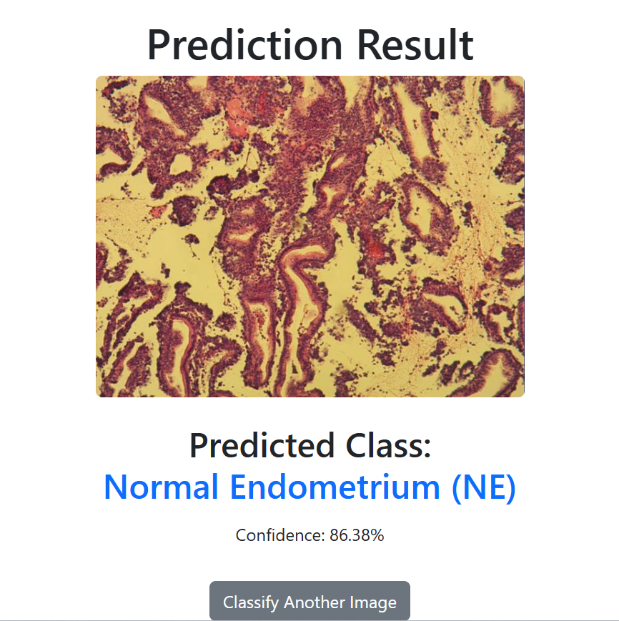 Prediction Result
Predicted Class:
Normal Endometrium (NE)
Confidence: 86.38%
Classify Another Image